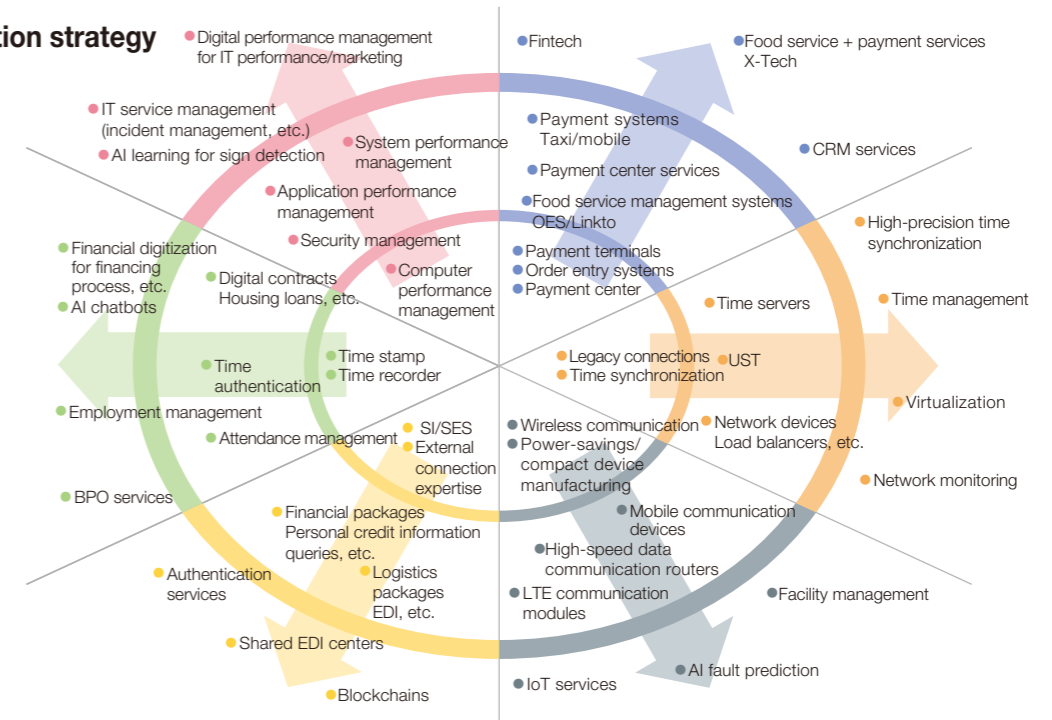 tion strategy
Digital performance management
for IT performance/marketing
IT service management
(incident management, etc.)
AI learning for sign detection
System performance
management
Application performance
management
Security management
Computer
performance
management
Fintech
Food service + payment services
X-Tech
Payment systems
Taxi/mobile
CRM services
Payment center services
Food service management systems
OES/Linkto
Payment terminals
Order entry systems
Payment center
High-precision time
synchronization
Time servers
Time management
Legacy connections
UST
Time synchronization
Virtualization
Network devices
Load balancers, etc.
Network monitoring
Financial digitization
for financing
process, etc.
AI chatbots
Digital contracts
Housing loans, etc.
Time stamp
Time recorder
Time
authentication
Employment management
Attendance management
BPO services
SI/SES
External
connection
expertise
Financial packages
Personal credit information
queries, etc.
Logistics
packages
EDI, etc.
Authentication
services
Shared EDI centers
Blockchains
Wireless communication
Power-savings/
compact device
manufacturing
Mobile communication
devices
High-speed data
communication routers
LTE communication
modules
Facility management
AI fault prediction
IoT services